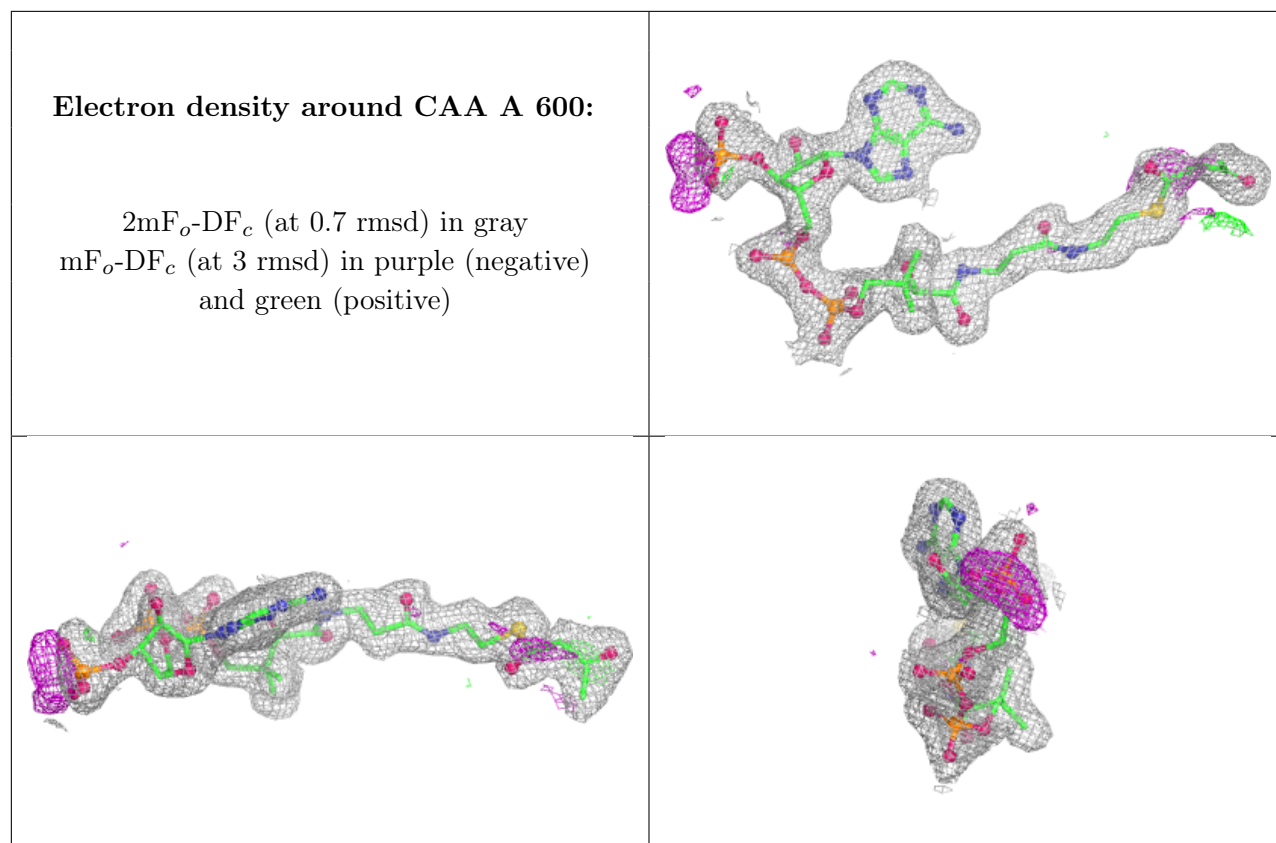 Electron density around CAA A 600:
2mFo-DFc (at 0.7 rmsd) in gray
mFo-DFc (at 3 rmsd) in purple (negative)
and green (positive)